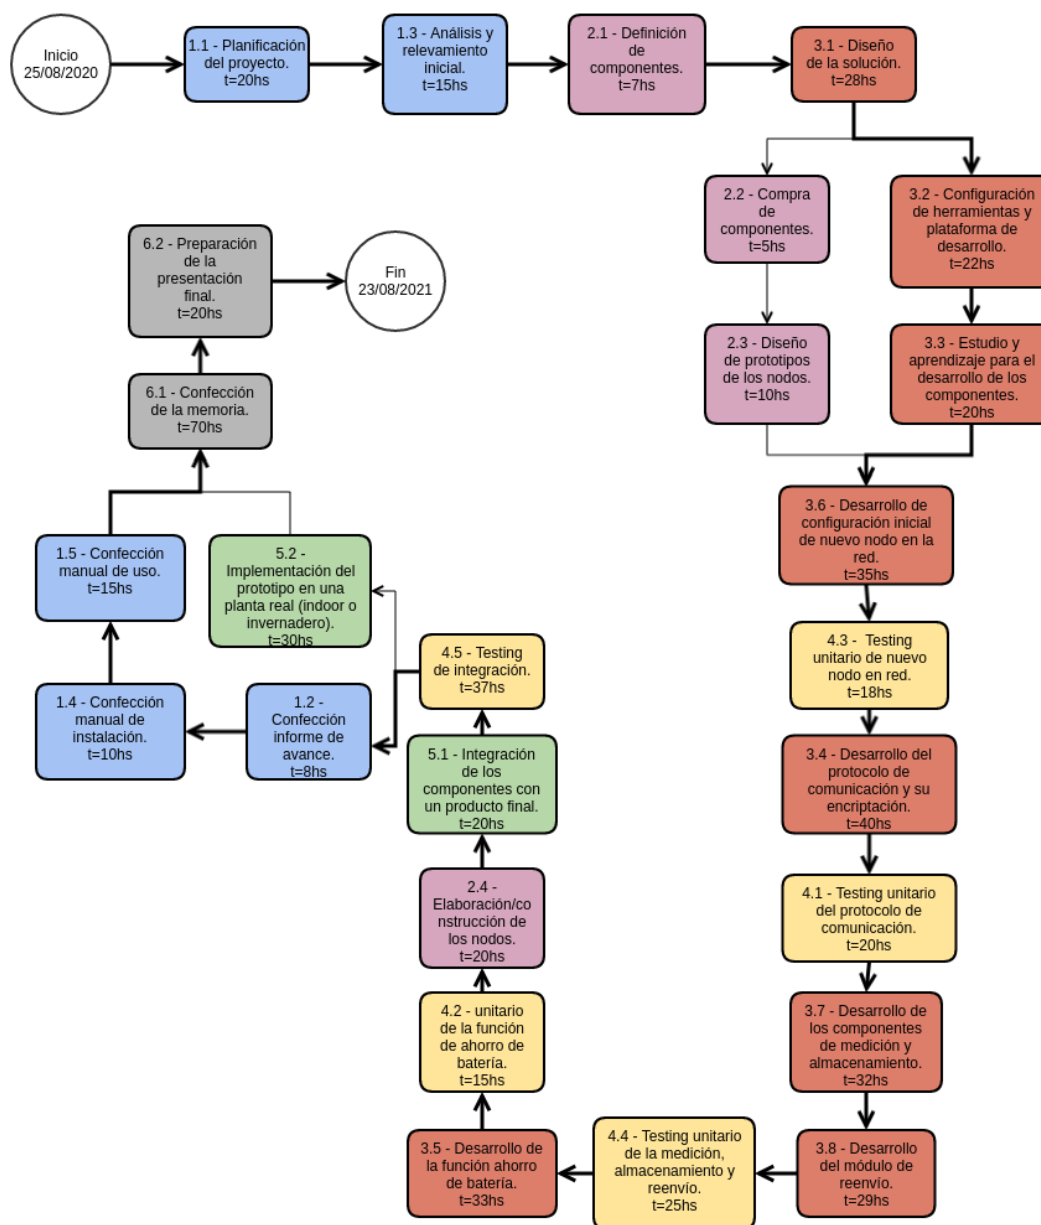 Inicio
25/08/2020
1.1 - Planificación
del proyecto.
t=20hs
1.3 - Análisis y
relevamiento
inicial.
t=15hs
2.1 - Definición
de
componentes.
t=7hs
3.1 - Diseño
de la solución.
t=28hs
2.2 - Compra
de
componentes.
t=5hs
3.2 - Configuración
de herramientas y
plataforma de
desarrollo.
t=22hs
2.3 - Diseño
de prototipos
de los nodos.
t=10hs
3.3 - Estudio y
aprendizaje para el
desarrollo de los
componentes.
t=20hs
3.6 - Desarrollo de
configuración inicial
de nuevo nodo en la
red.
t=35hs
4.3 - Testing
unitario de nuevo
nodo en red.
t=18hs
3.4 - Desarrollo del
protocolo de
comunicación y su
encriptación.
t=40hs
4.1 - Testing unitario
del protocolo de
comunicación.
t=20hs
3.7 - Desarrollo de
los componentes
de medición y
almacenamiento.
t=32hs
3.8 - Desarrollo
del módulo de
reenvío.
t=29hs
4.4 - Testing unitario
de la medición,
almacenamiento y
reenvío.
t=25hs
3.5 - Desarrollo de
la función ahorro
de batería.
t=33hs
4.2 - unitario
de la función
de ahorro de
batería.
t=15hs
2.4 -
Elaboración/co
nstrucción de
los nodos.
t=20hs
5.1 - Integración
de los
componentes con
un producto final.
t=20hs
4.5 - Testing
de integración.
t=37hs
5.2 -
Implementación del
prototipo en una
planta real (indoor o
invernadero).
t=30hs
1.2 -
Confección
informe de
avance.
t=8hs
1.4 - Confección
manual de
instalación.
t=10hs
1.5 - Confección
manual de uso.
t=15hs
6.1 - Confección
de la memoria.
t=70hs
6.2 - Preparación
de la
presentación
final.
t=20hs
Fin
23/08/2021